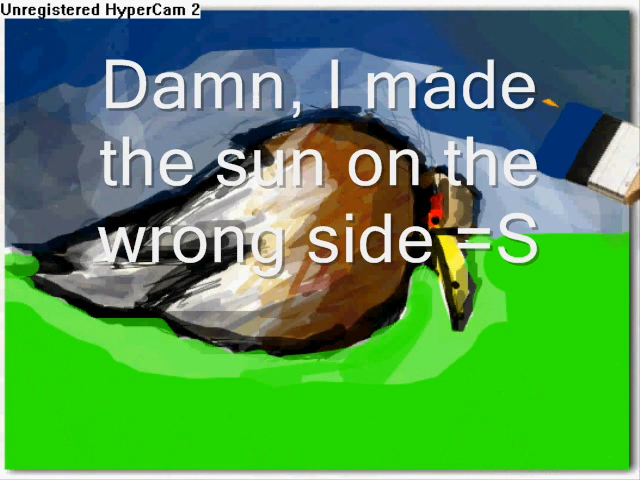 Unregistered HyperCam 2
Damn, I made
the sun on the
wrong side =S